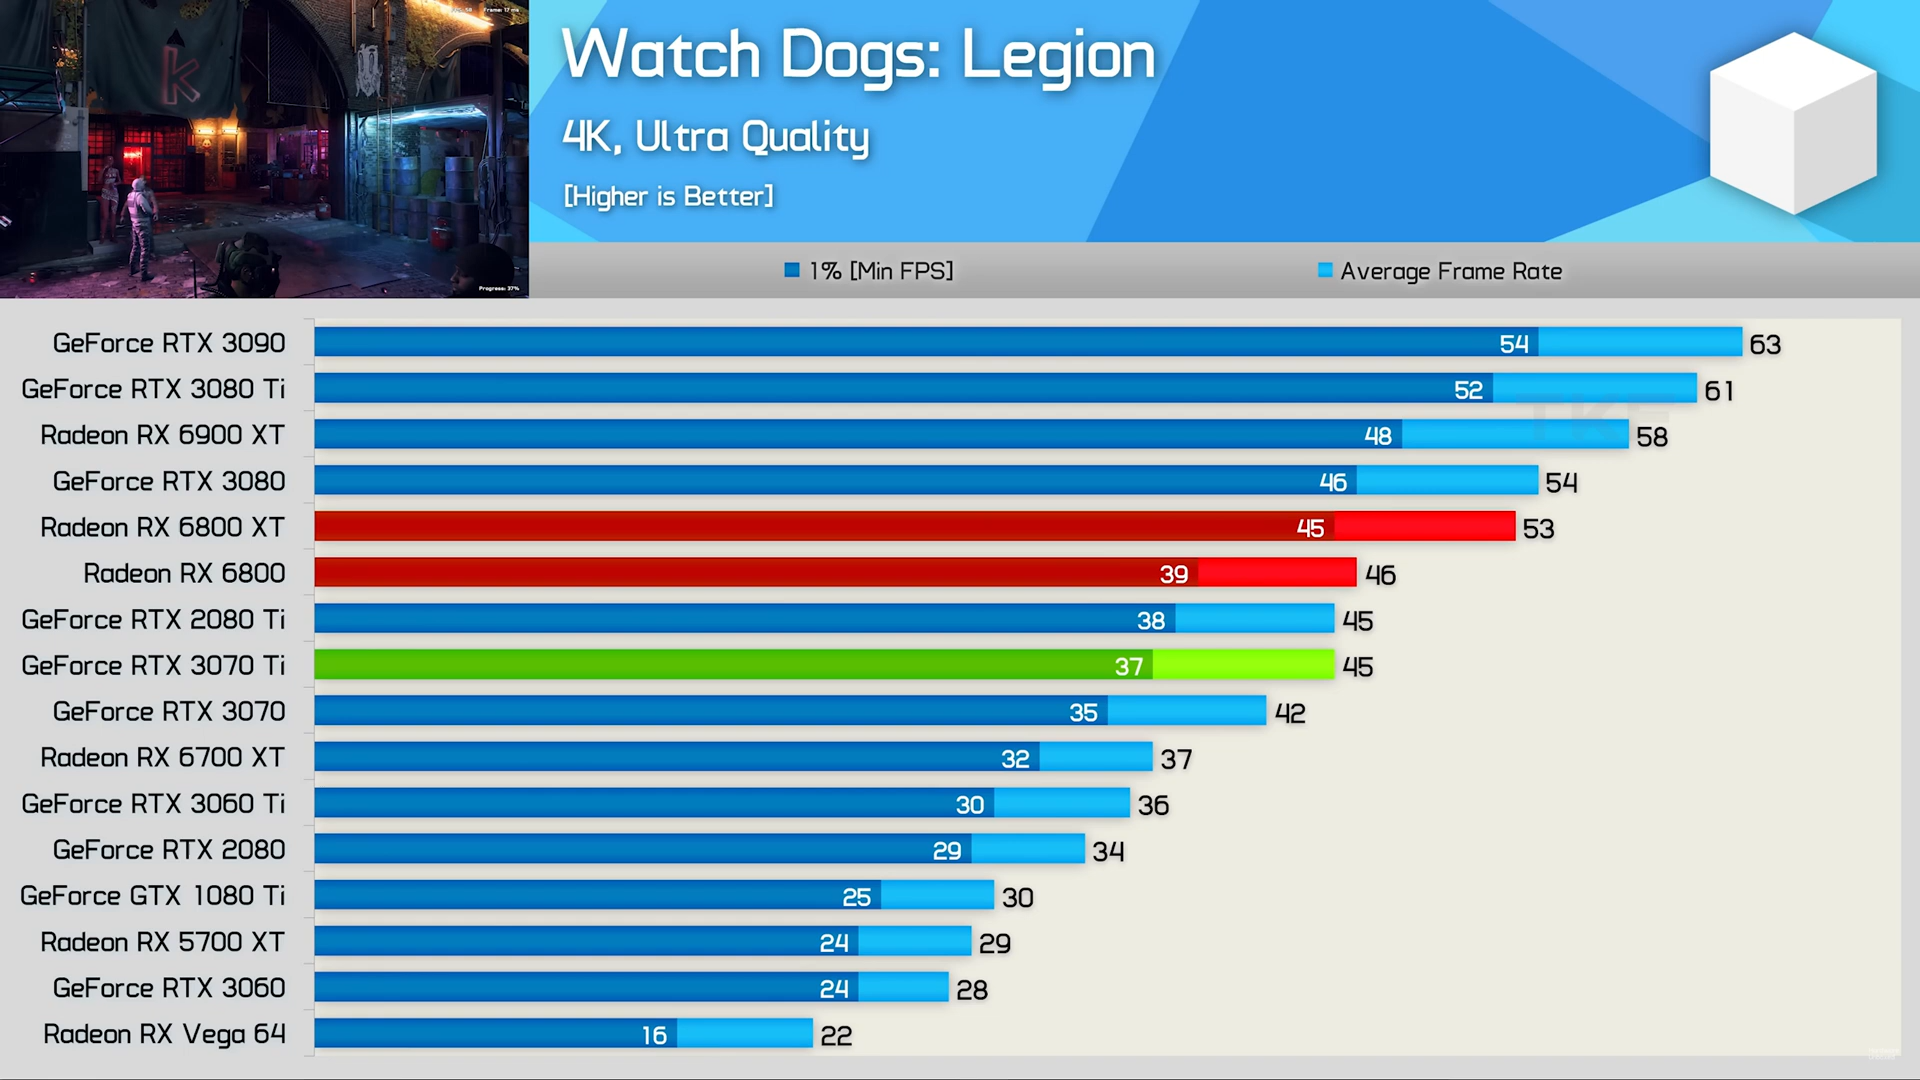 Watch Dogs: Legion
4K, Ultra Quality
[Higher is Better]
Progress: 37%
1% [Min FPS]
Average Frame Rate
GeForce RTX 3090 54 63
GeForce RTX 3080 Ti 52 61
Radeon RX 6900 XT 48 58
GeForce RTX 3080 46 54
Radeon RX 6800 XT 45 53
Radeon RX 6800 39 46
GeForce RTX 2080 Ti 38 45
GeForce RTX 3070 Ti 37 45
GeForce RTX 3070 35 42
Radeon RX 6700 XT 32 37
GeForce RTX 3060 Ti 30 36
GeForce RTX 2080 29 34
GeForce GTX 1080 Ti 25 30
Radeon RX 5700 XT 24 29
GeForce RTX 3060 24 28
Radeon RX Vega 64 16 22